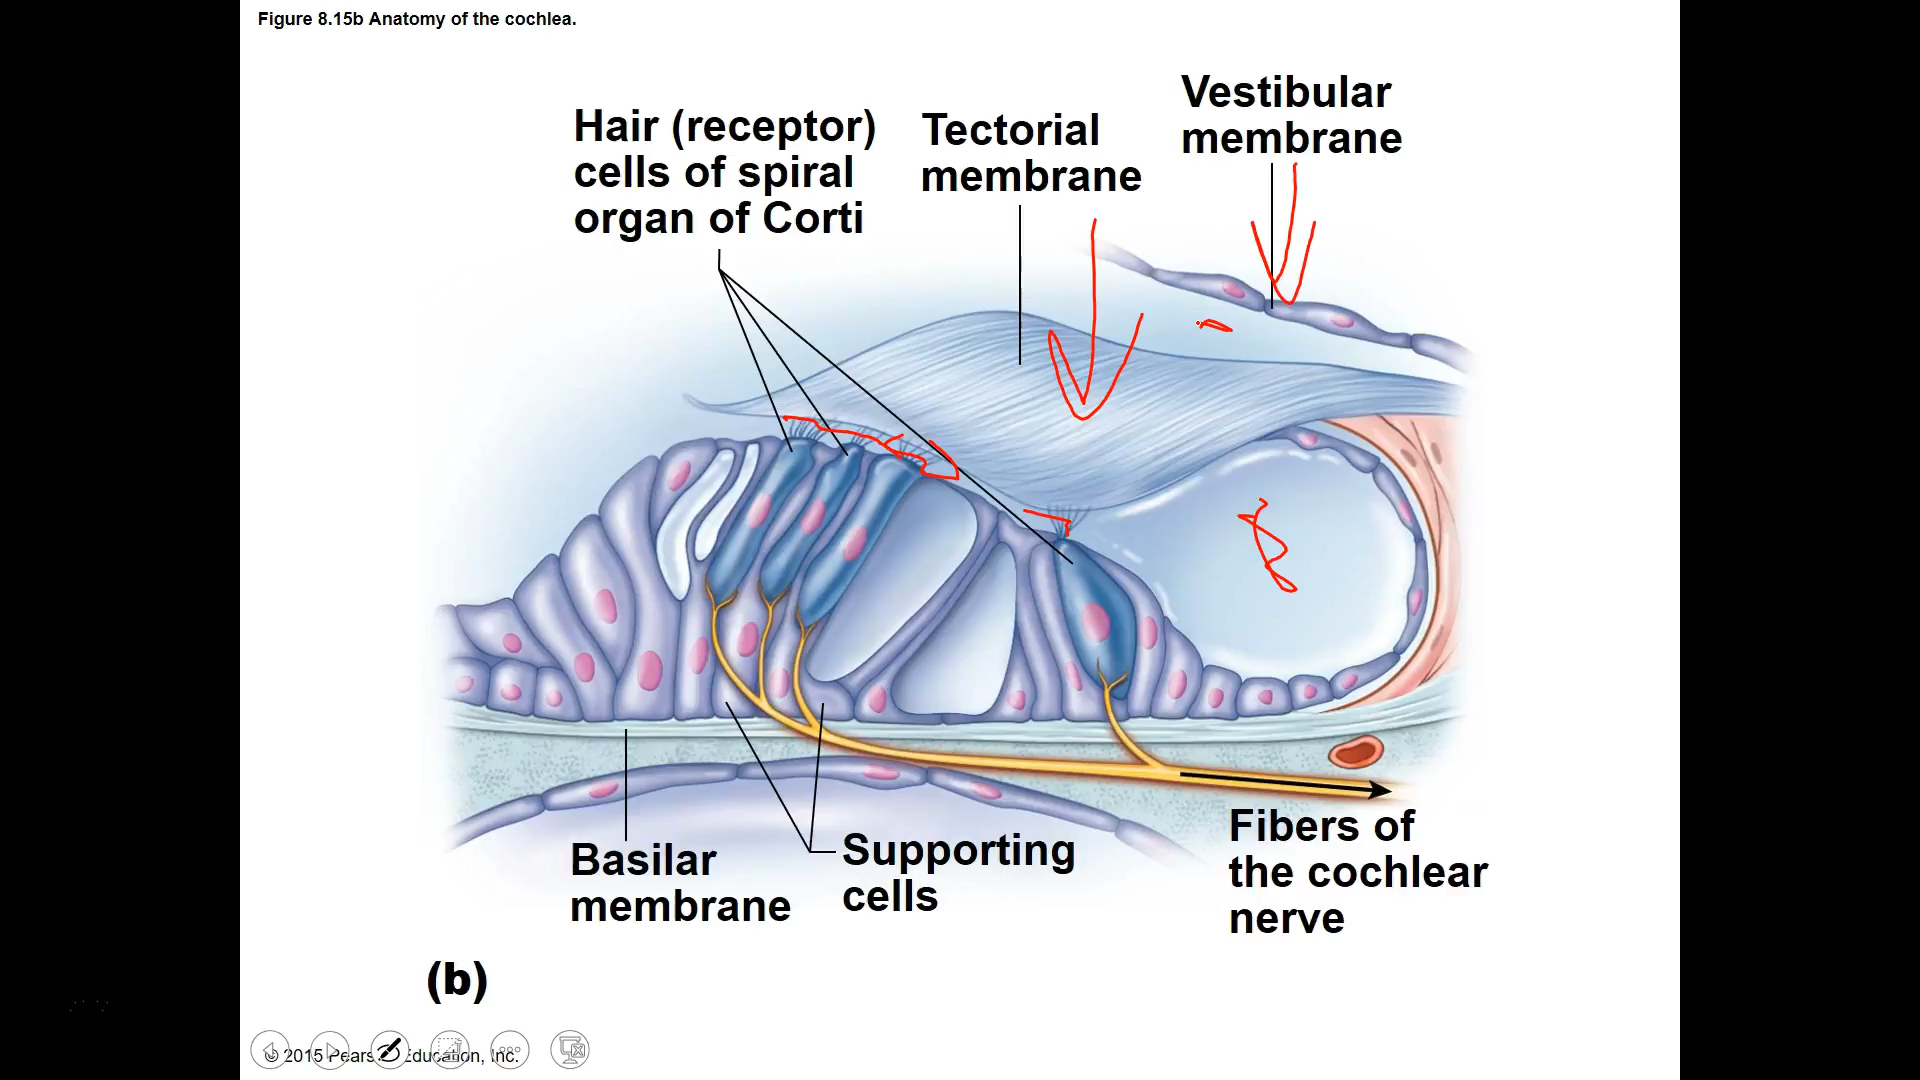 Figure 8.15b Anatomy of the cochlea.
Hair (receptor)
cells of spiral
organ of Corti
Tectorial
membrane
Vestibular
membrane
Basilar
membrane
Supporting
cells
Fibers of
the cochlear
nerve
(b)
© 2015 Pears Education, Inc.